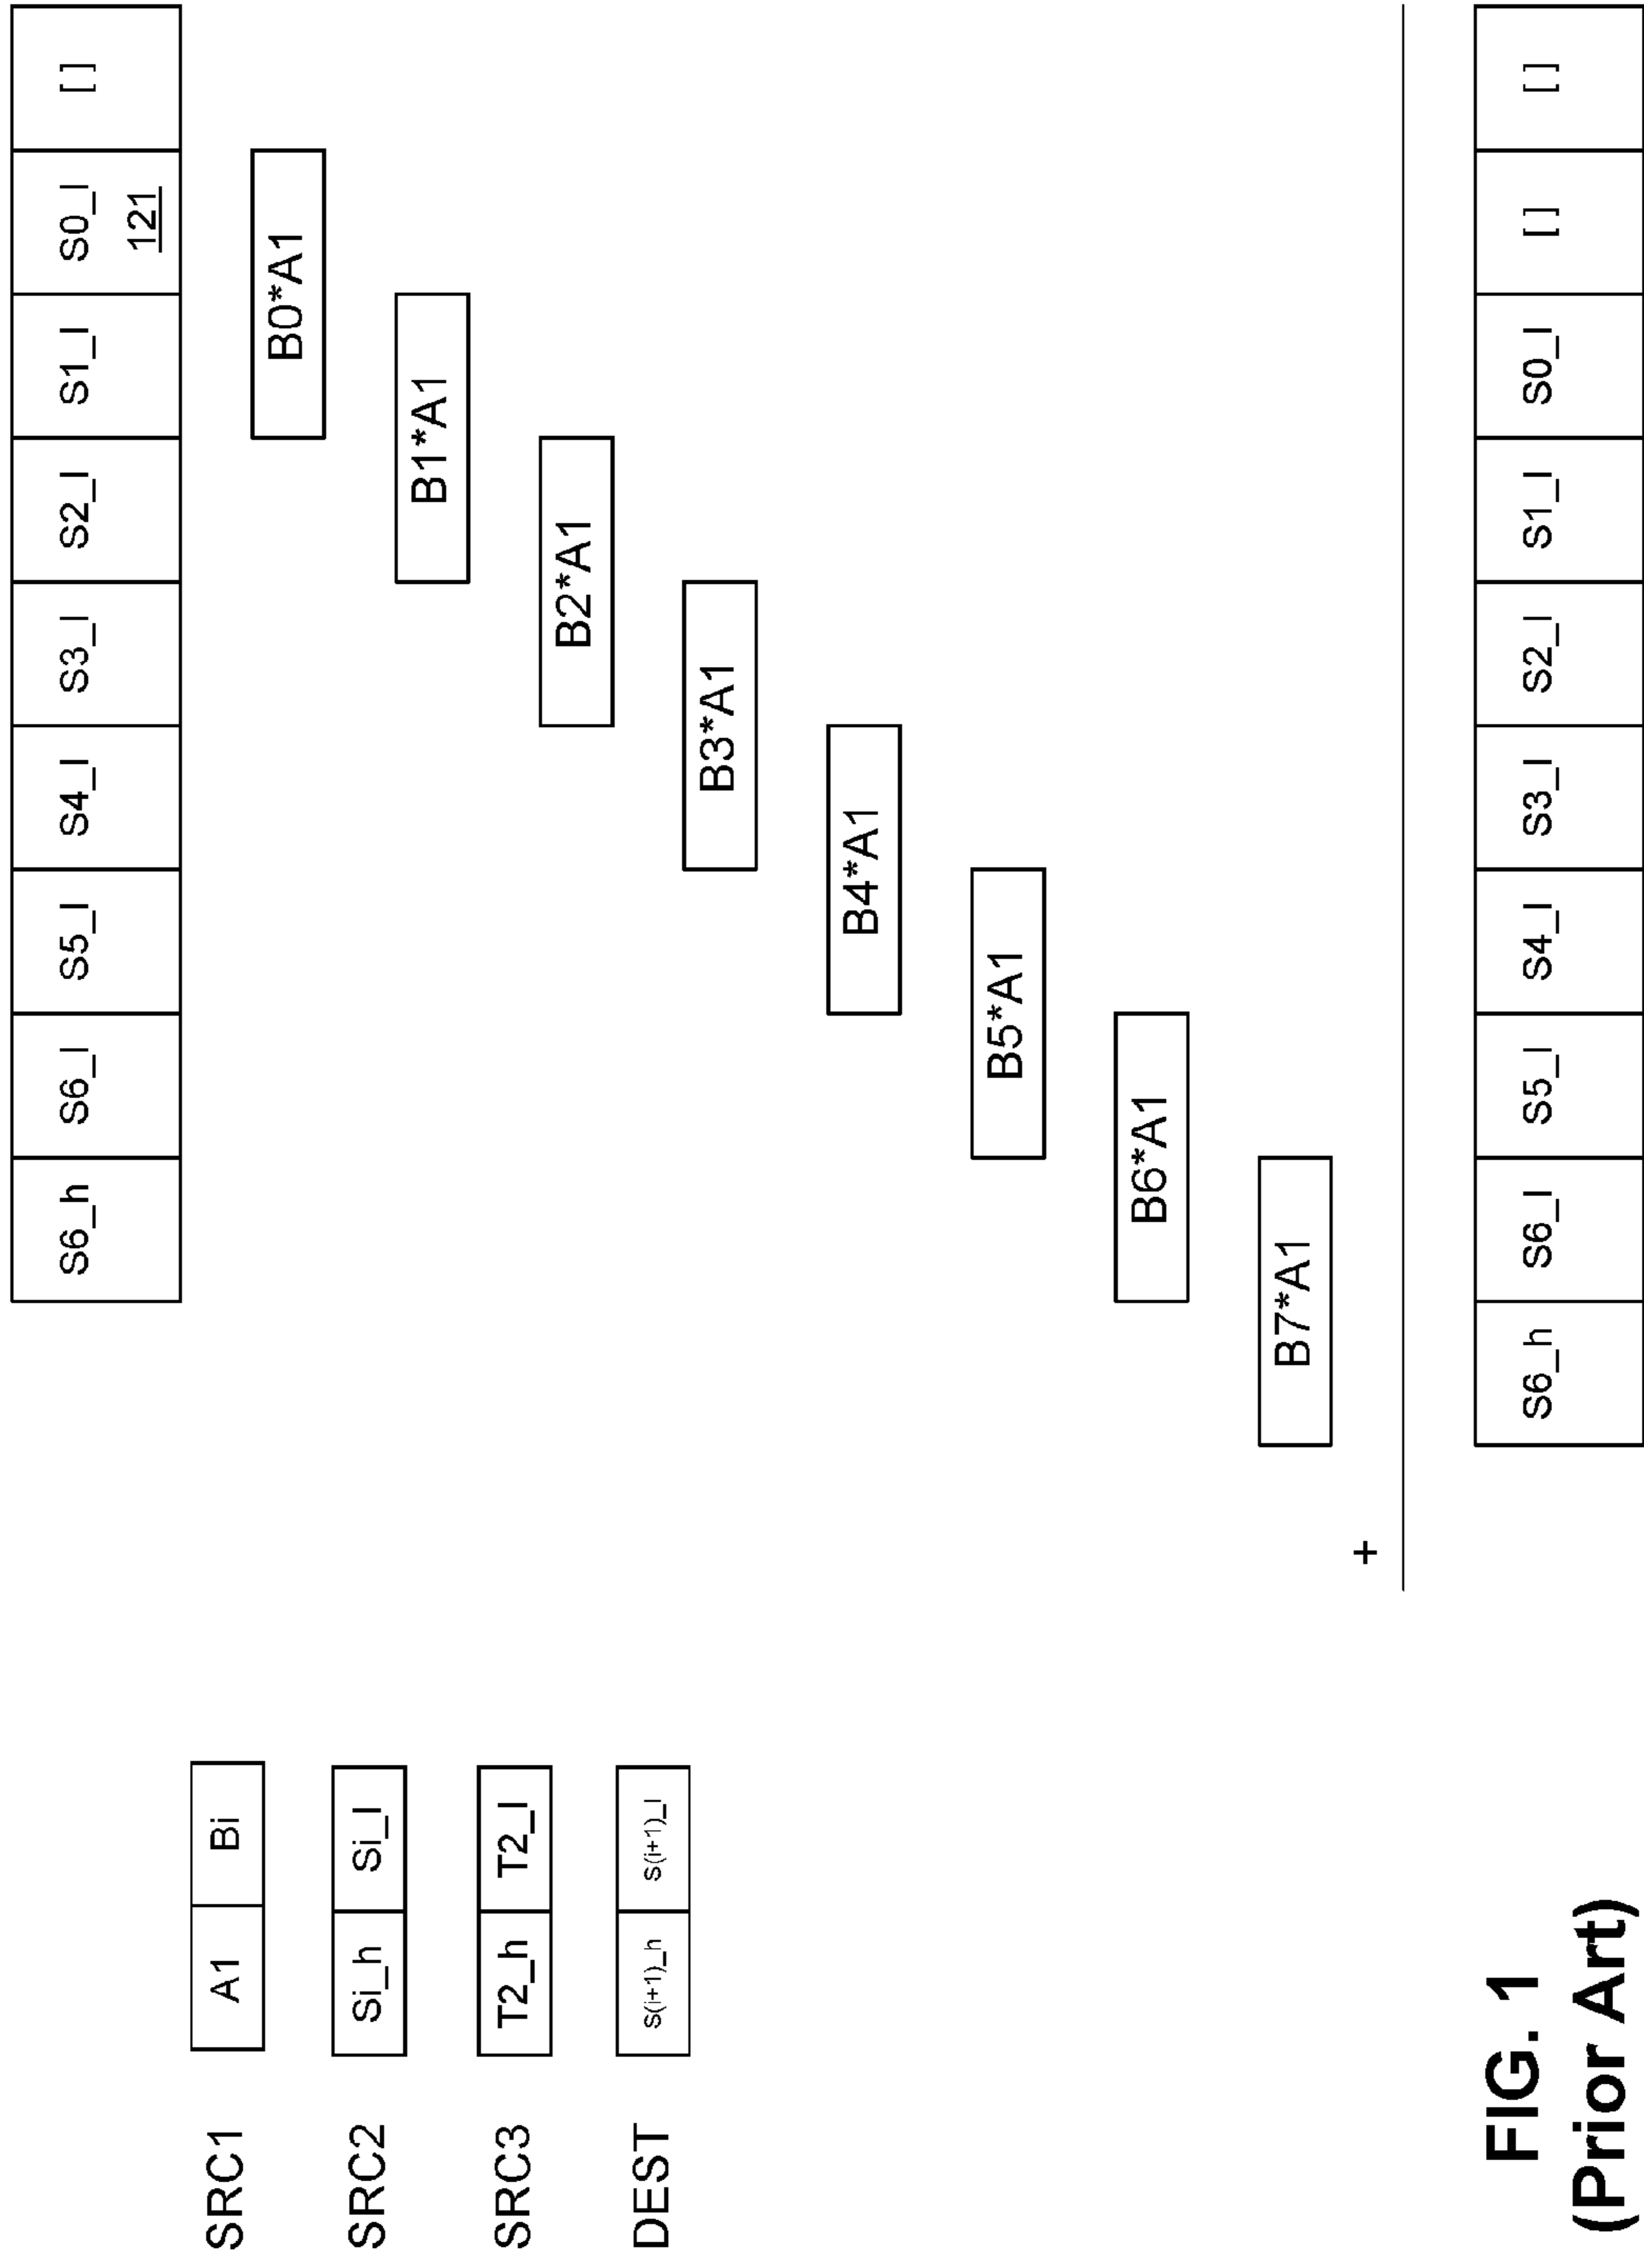 S6_h S6_l S5_l S4_l S3_l S2_l S1_l S0_l [ ]
121
SRC1 A1 Bi
B0*A1
SRC2 Si_h Si_l
B1*A1
SRC3 T2_h T2_l
B2*A1
DEST S(i+1)_h S(i+1)_l
B3*A1
B4*A1
B5*A1
B6*A1
B7*A1
+
S6_h S6_l S5_l S4_l S3_l S2_l S1_l S0_l [ ] [ ]
FIG. 1
(Prior Art)